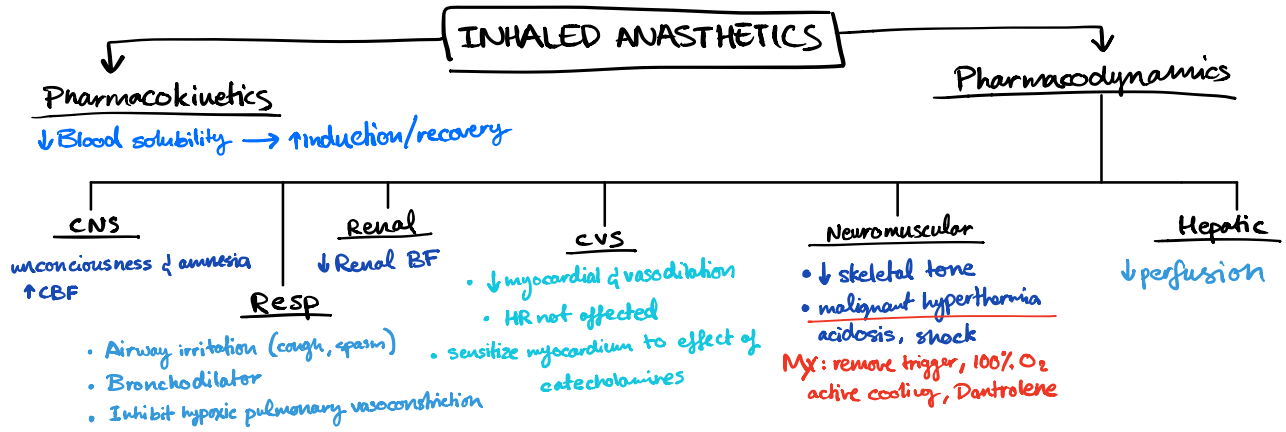 INHALED ANASTHETICS
Pharmacokinetics
↓ Blood solubility → ↑ induction/recovery
Pharmacodynamics
CNS
unconciousness & amnesia
↑ CBF
Resp
• Airway irritation (cough, spasm)
• Bronchodilator
• Inhibit hypoxic pulmonary vasoconstriction
Renal
↓ Renal BF
CVS
• ↓ myocardial & vasodilation
• HR not affected
• sensitize myocardium to effect of
catecholamines
Neuromuscular
• ↓ skeletal tone
• malignant hyperthermia
acidosis, shock
Mx: remove trigger, 100% O₂
active cooling, Dantrolene
Hepatic
↓ perfusion